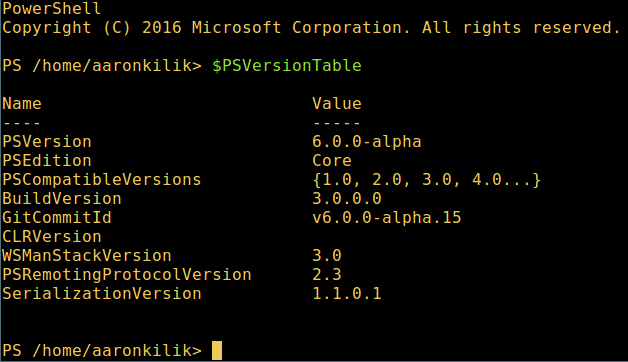 PowerShell
Copyright (C) 2016 Microsoft Corporation. All rights reserved.
PS /home/aaronkilik> $PSVersionTable
Name Value
---- -----
PSVersion 6.0.0-alpha
PSEdition Core
PSCompatibleVersions {1.0, 2.0, 3.0, 4.0...}
BuildVersion 3.0.0.0
GitCommitId v6.0.0-alpha.15
CLRVersion
WSManStackVersion 3.0
PSRemotingProtocolVersion 2.3
SerializationVersion 1.1.0.1
PS /home/aaronkilik>